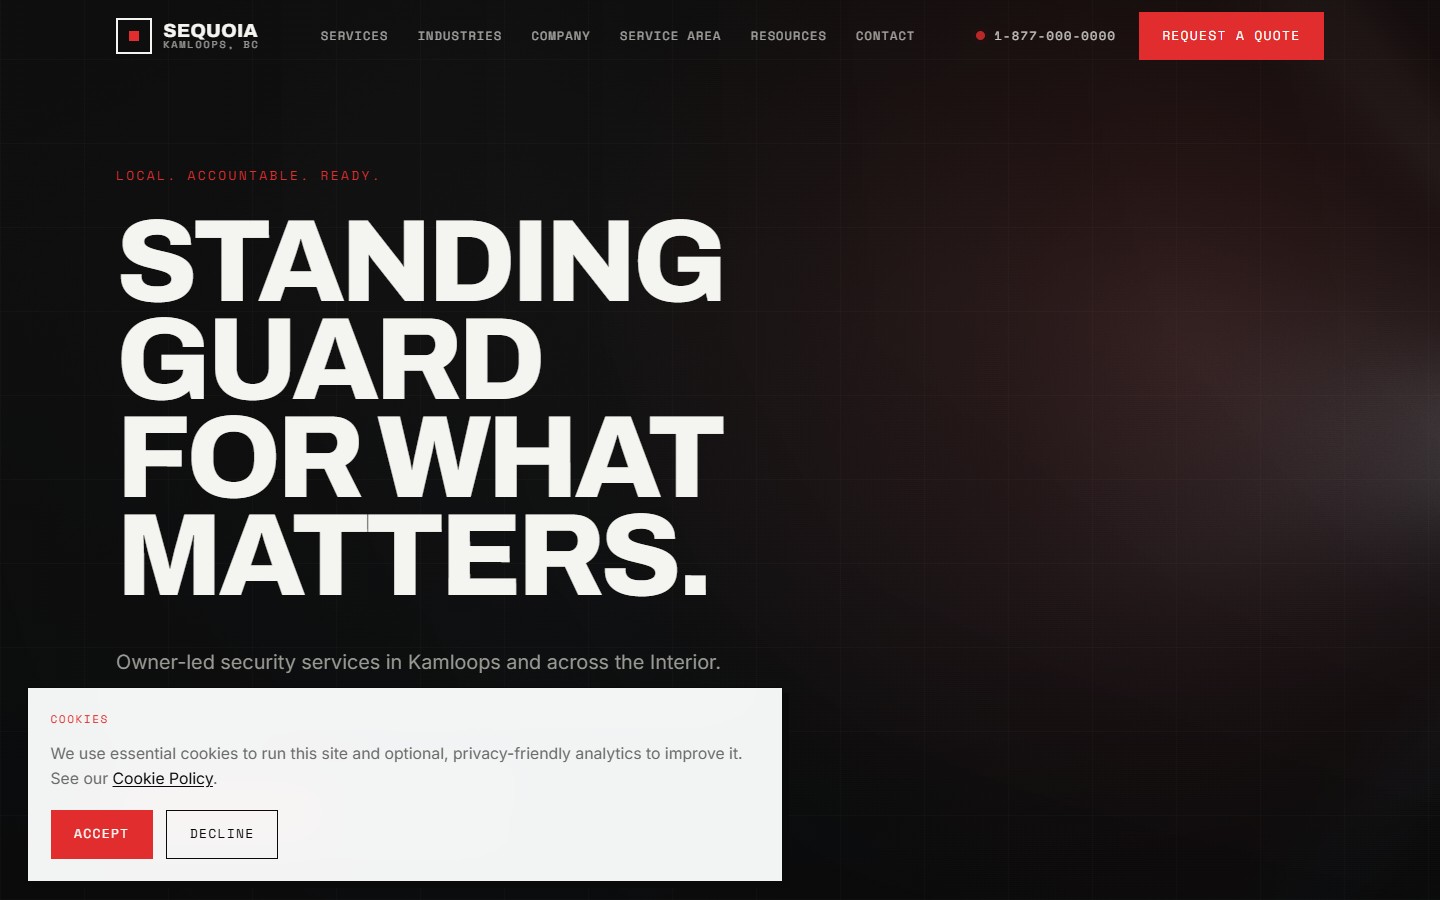 SEQUOIA
KAMLOOPS, BC
SERVICES
INDUSTRIES
COMPANY
SERVICE AREA
RESOURCES
CONTACT
1-877-000-0000
REQUEST A QUOTE
LOCAL. ACCOUNTABLE. READY.
STANDING
GUARD
FOR WHAT
MATTERS.
Owner-led security services in Kamloops and across the Interior.
COOKIES
We use essential cookies to run this site and optional, privacy-friendly analytics to improve it.
See our Cookie Policy.
ACCEPT
DECLINE